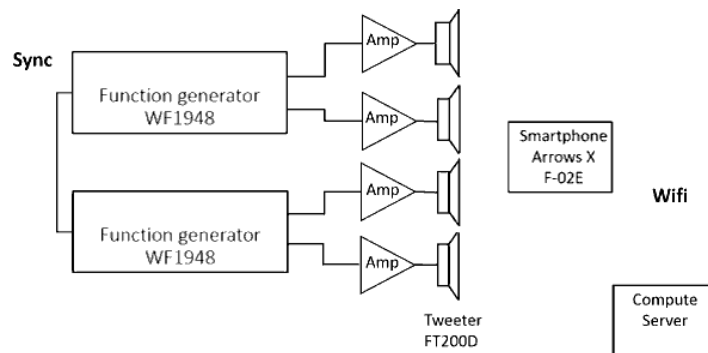 Sync
Function generator
WF1948
Amp
Amp
Smartphone
Arrows X
F-02E
Wifi
Function generator
WF1948
Amp
Amp
Tweeter
FT200D
Compute
Server